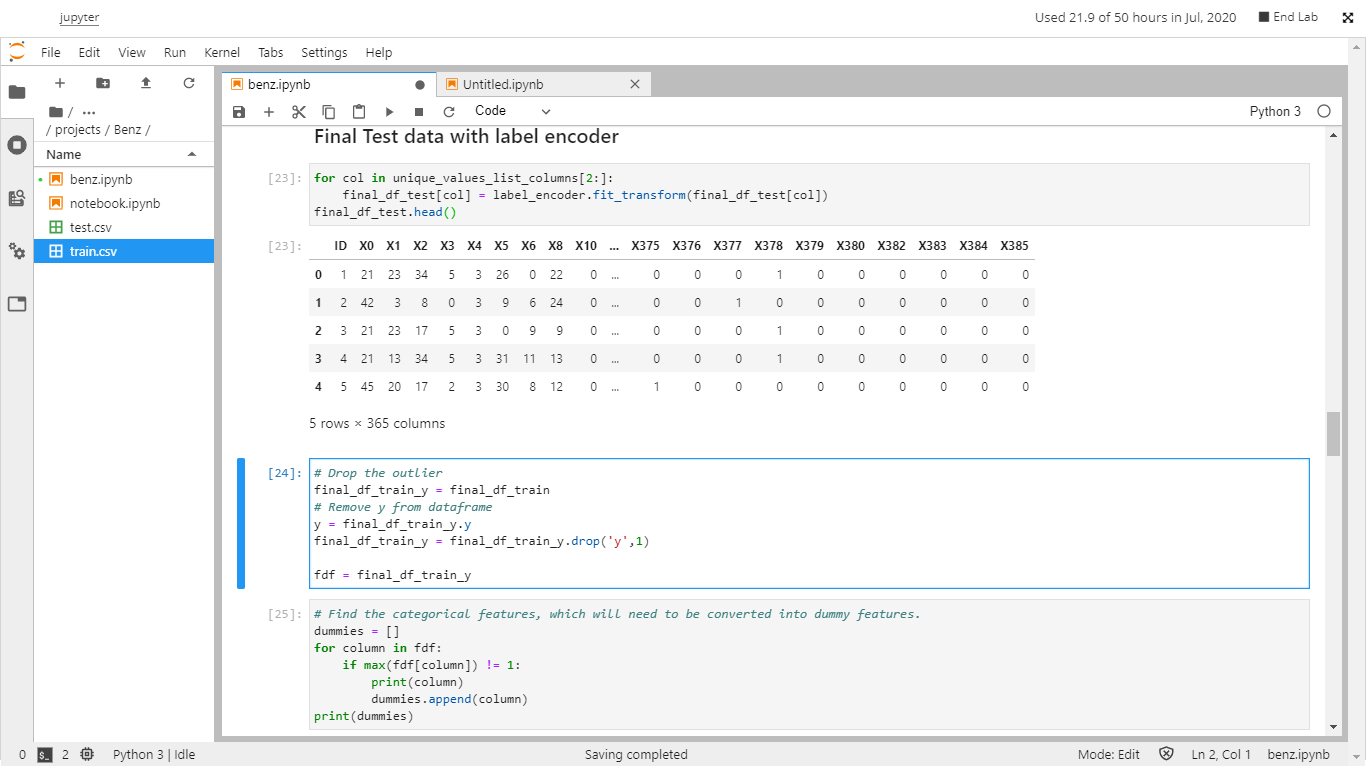 jupyter
Used 21.9 of 50 hours in Jul, 2020
End Lab
File Edit View Run Kernel Tabs Settings Help
/ ...
/ projects / Benz /
Name
benz.ipynb
notebook.ipynb
test.csv
train.csv
benz.ipynb
Untitled.ipynb
Code
Python 3
Final Test data with label encoder
[23]:
for col in unique_values_list_columns[2:]:
    final_df_test[col] = label_encoder.fit_transform(final_df_test[col])
final_df_test.head()
[23]:
ID X0 X1 X2 X3 X4 X5 X6 X8 X10 ... X375 X376 X377 X378 X379 X380 X382 X383 X384 X385
0 1 21 23 34 5 3 26 0 22 0 ... 0 0 0 1 0 0 0 0 0 0
1 2 42 3 8 0 3 9 6 24 0 ... 0 0 1 0 0 0 0 0 0 0
2 3 21 23 17 5 3 0 9 9 0 ... 0 0 0 1 0 0 0 0 0 0
3 4 21 13 34 5 3 31 11 13 0 ... 0 0 0 1 0 0 0 0 0 0
4 5 45 20 17 2 3 30 8 12 0 ... 1 0 0 0 0 0 0 0 0 0
5 rows × 365 columns
[24]:
# Drop the outlier
final_df_train_y = final_df_train
# Remove y from dataframe
y = final_df_train_y.y
final_df_train_y = final_df_train_y.drop('y',1)
fdf = final_df_train_y
[25]:
# Find the categorical features, which will need to be converted into dummy features.
dummies = []
for column in fdf:
    if max(fdf[column]) != 1:
        print(column)
        dummies.append(column)
print(dummies)
0 $_ 2 Python 3 | Idle
Saving completed
Mode: Edit
Ln 2, Col 1 benz.ipynb